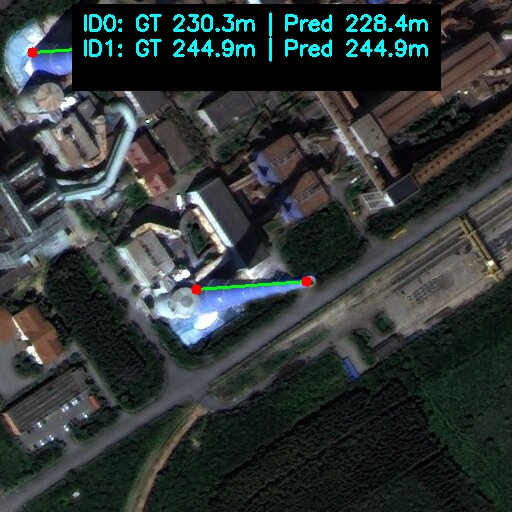 ID0: GT 230.3m | Pred 228.4m
ID1: GT 244.9m | Pred 244.9m